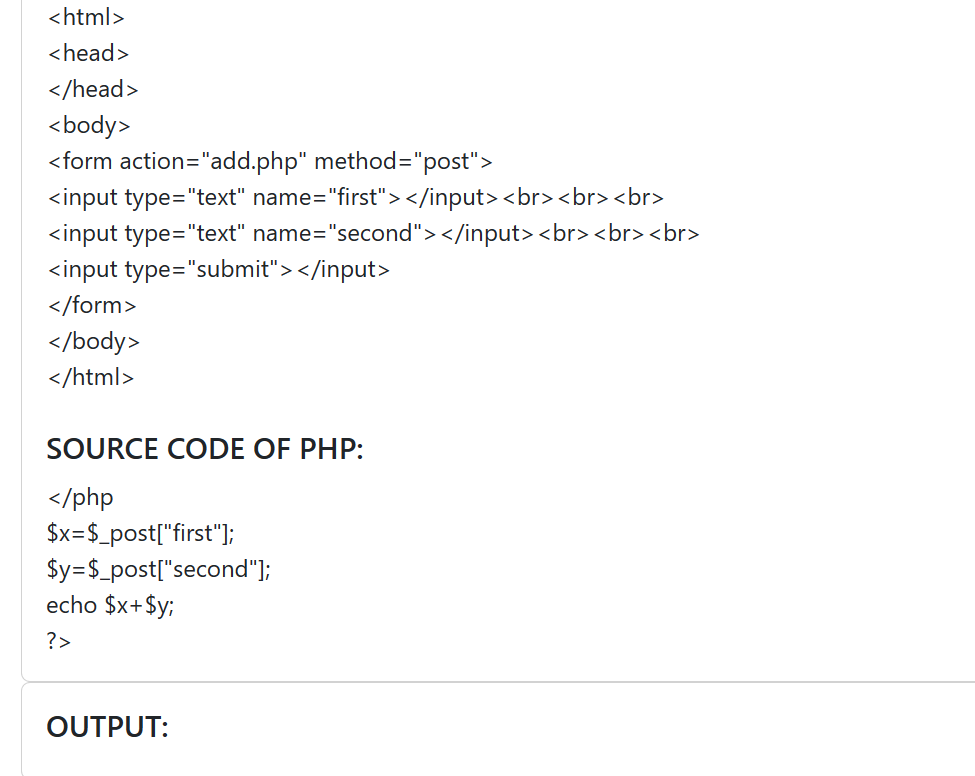 <html>
<head>
</head>
<body>
<form action="add.php" method="post">
<input type="text" name="first"></input><br><br><br>
<input type="text" name="second"></input><br><br><br>
<input type="submit"></input>
</form>
</body>
</html>
SOURCE CODE OF PHP:
</php
$x=$_post["first"];
$y=$_post["second"];
echo $x+$y;
?>
OUTPUT: